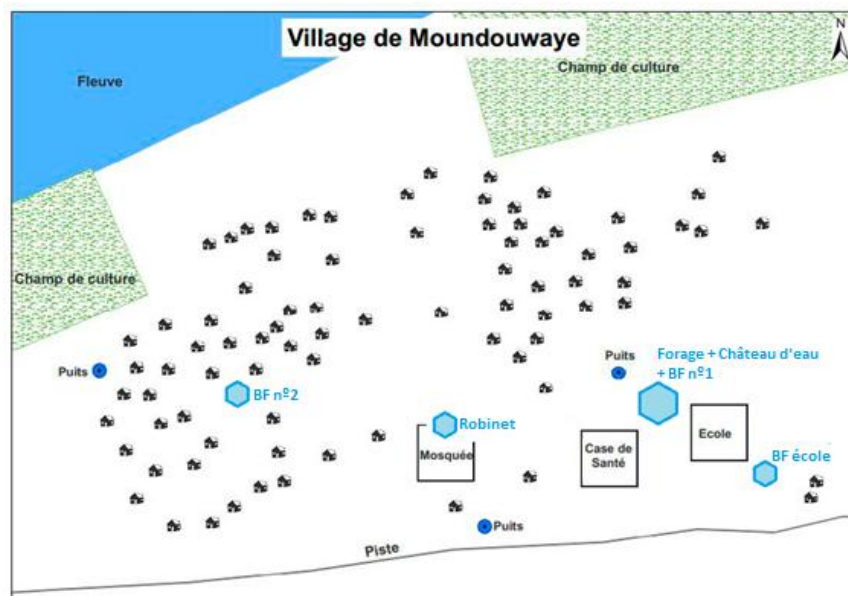 Village de Moundouwaye
N
Fleuve
Champ de culture
Champ de culture
Puits
BF nº2
Puits
Forage + Château d'eau
+ BF nº1
Robinet
Mosquée
Case de
Santé
Ecole
BF école
Puits
Piste